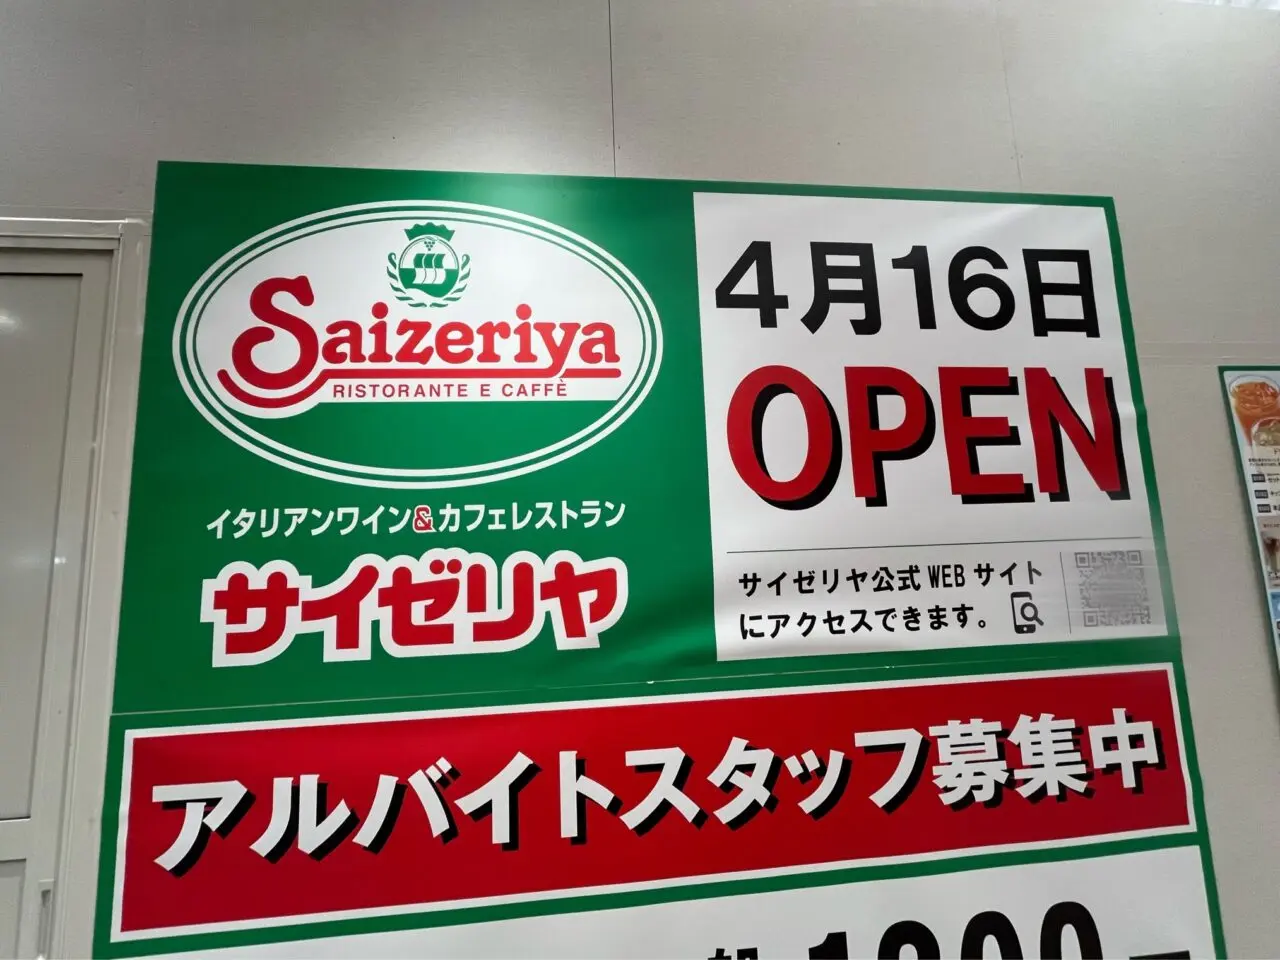 Saizeriya
RISTORANTE E CAFFÈ
イタリアンワイン&カフェレストラン
サイゼリヤ
4月16日
OPEN
サイゼリヤ公式WEBサイト
にアクセスできます。
アルバイトスタッフ募集中